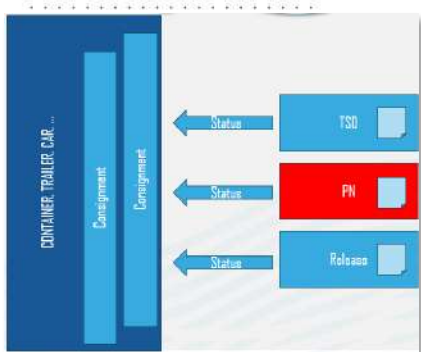 CONTAINER, TRAILER, CAR, ...
Consignment
Consignment
Status
TSD
Status
PN
Status
Release